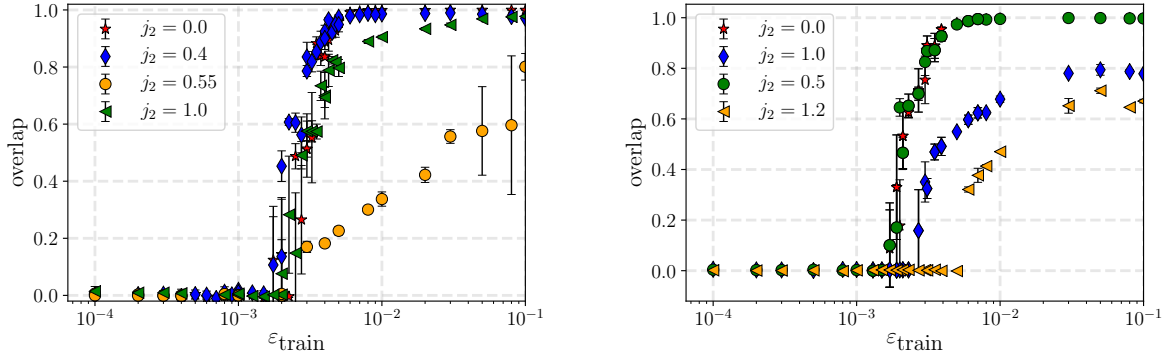 overlap
1.0
0.8
0.6
0.4
0.2
0.0
j₂ = 0.0
j₂ = 0.4
j₂ = 0.55
j₂ = 1.0
10⁻⁴
10⁻³
10⁻²
10⁻¹
ε_train
overlap
1.0
0.8
0.6
0.4
0.2
0.0
j₂ = 0.0
j₂ = 1.0
j₂ = 0.5
j₂ = 1.2
10⁻⁴
10⁻³
10⁻²
10⁻¹
ε_train